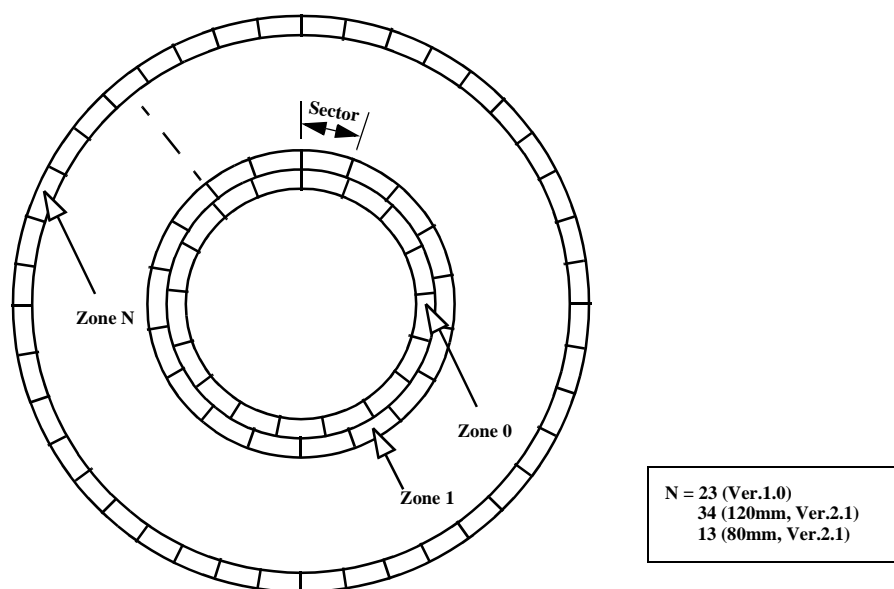 Sector
Zone N
Zone 0
Zone 1
N = 23 (Ver.1.0)
34 (120mm, Ver.2.1)
13 (80mm, Ver.2.1)